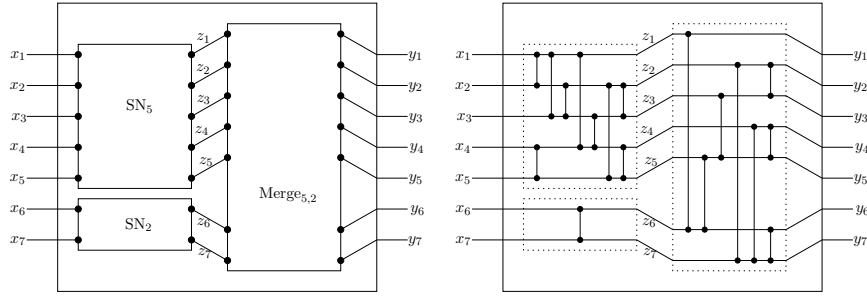 x₁ z₁ y₁ x₁ z₁ y₁
x₂ z₂ y₂ x₂ z₂ y₂
x₃ SN₅ z₃ y₃ x₃ z₃ y₃
x₄ z₄ y₄ x₄ z₄ y₄
x₅ z₅ y₅ x₅ z₅ y₅
Merge₅,₂
x₆ SN₂ z₆ y₆ x₆ z₆ y₆
x₇ z₇ y₇ x₇ z₇ y₇